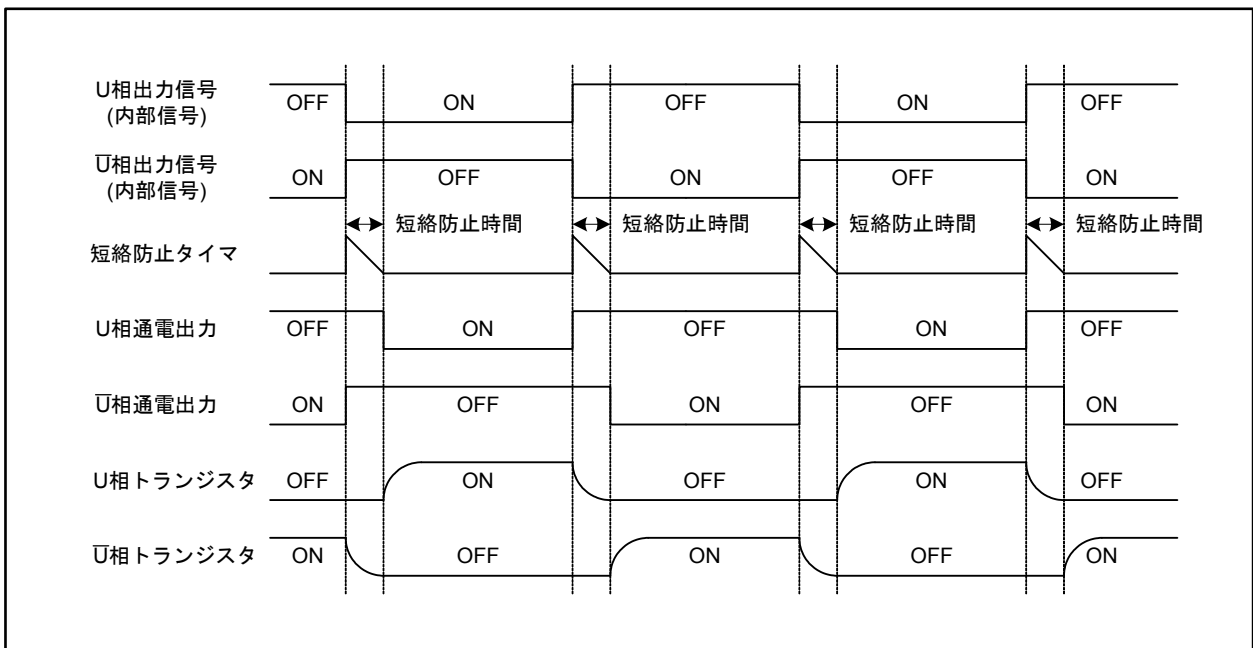 U相出力信号
(内部信号)
OFF ON OFF ON OFF
U̅相出力信号
(内部信号)
ON OFF ON OFF ON
短絡防止時間 短絡防止時間 短絡防止時間 短絡防止時間
短絡防止タイマ
U相通電出力 OFF ON OFF ON OFF
U̅相通電出力 ON OFF ON OFF ON
U相トランジスタ OFF ON OFF ON OFF
U̅相トランジスタ ON OFF ON OFF ON